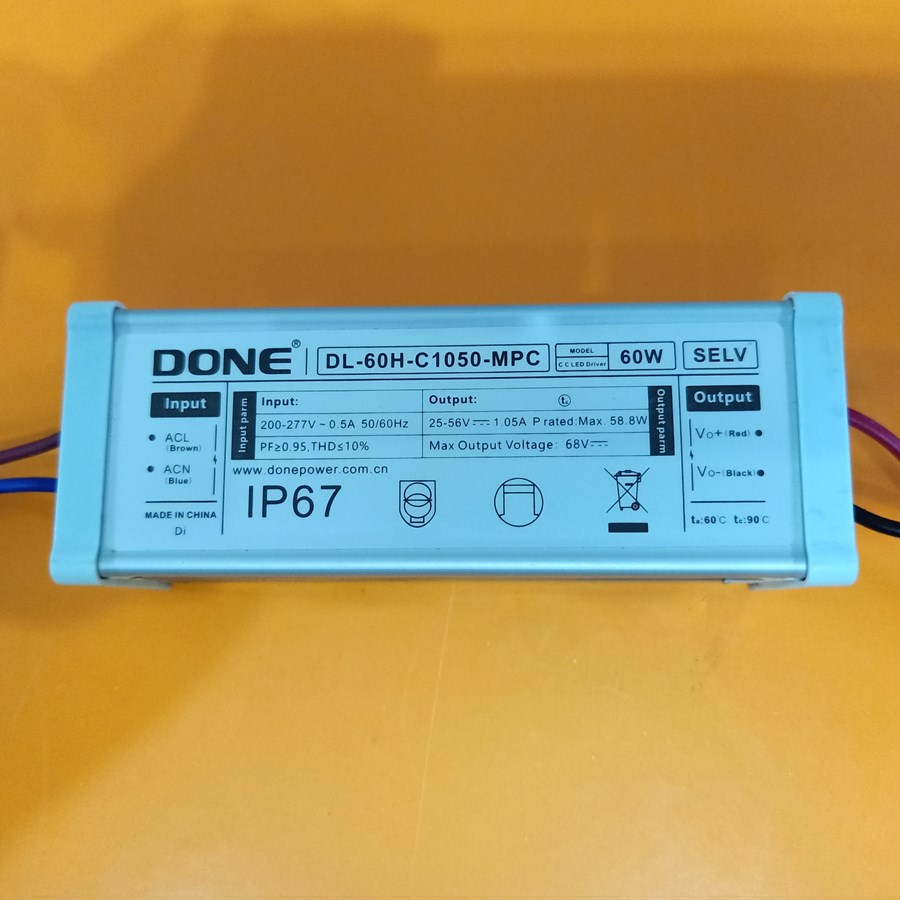 DONE®
DL-60H-C1050-MPC
MODEL
C C LED Driver
60W
SELV
Input
ACL
(Brown)
ACN
(Blue)
MADE IN CHINA
Di
Input parm
Input:
200-277V ~ 0.5A 50/60Hz
PF≥0.95,THD≤10%
Output:
tc
25-56V⎓ 1.05A P rated:Max. 58.8W
Max Output Voltage: 68V⎓
Output parm
www.donepower.com.cn
IP67
Output
Vo+(Red)
Vo-(Black)
ta:60℃ tc:90℃